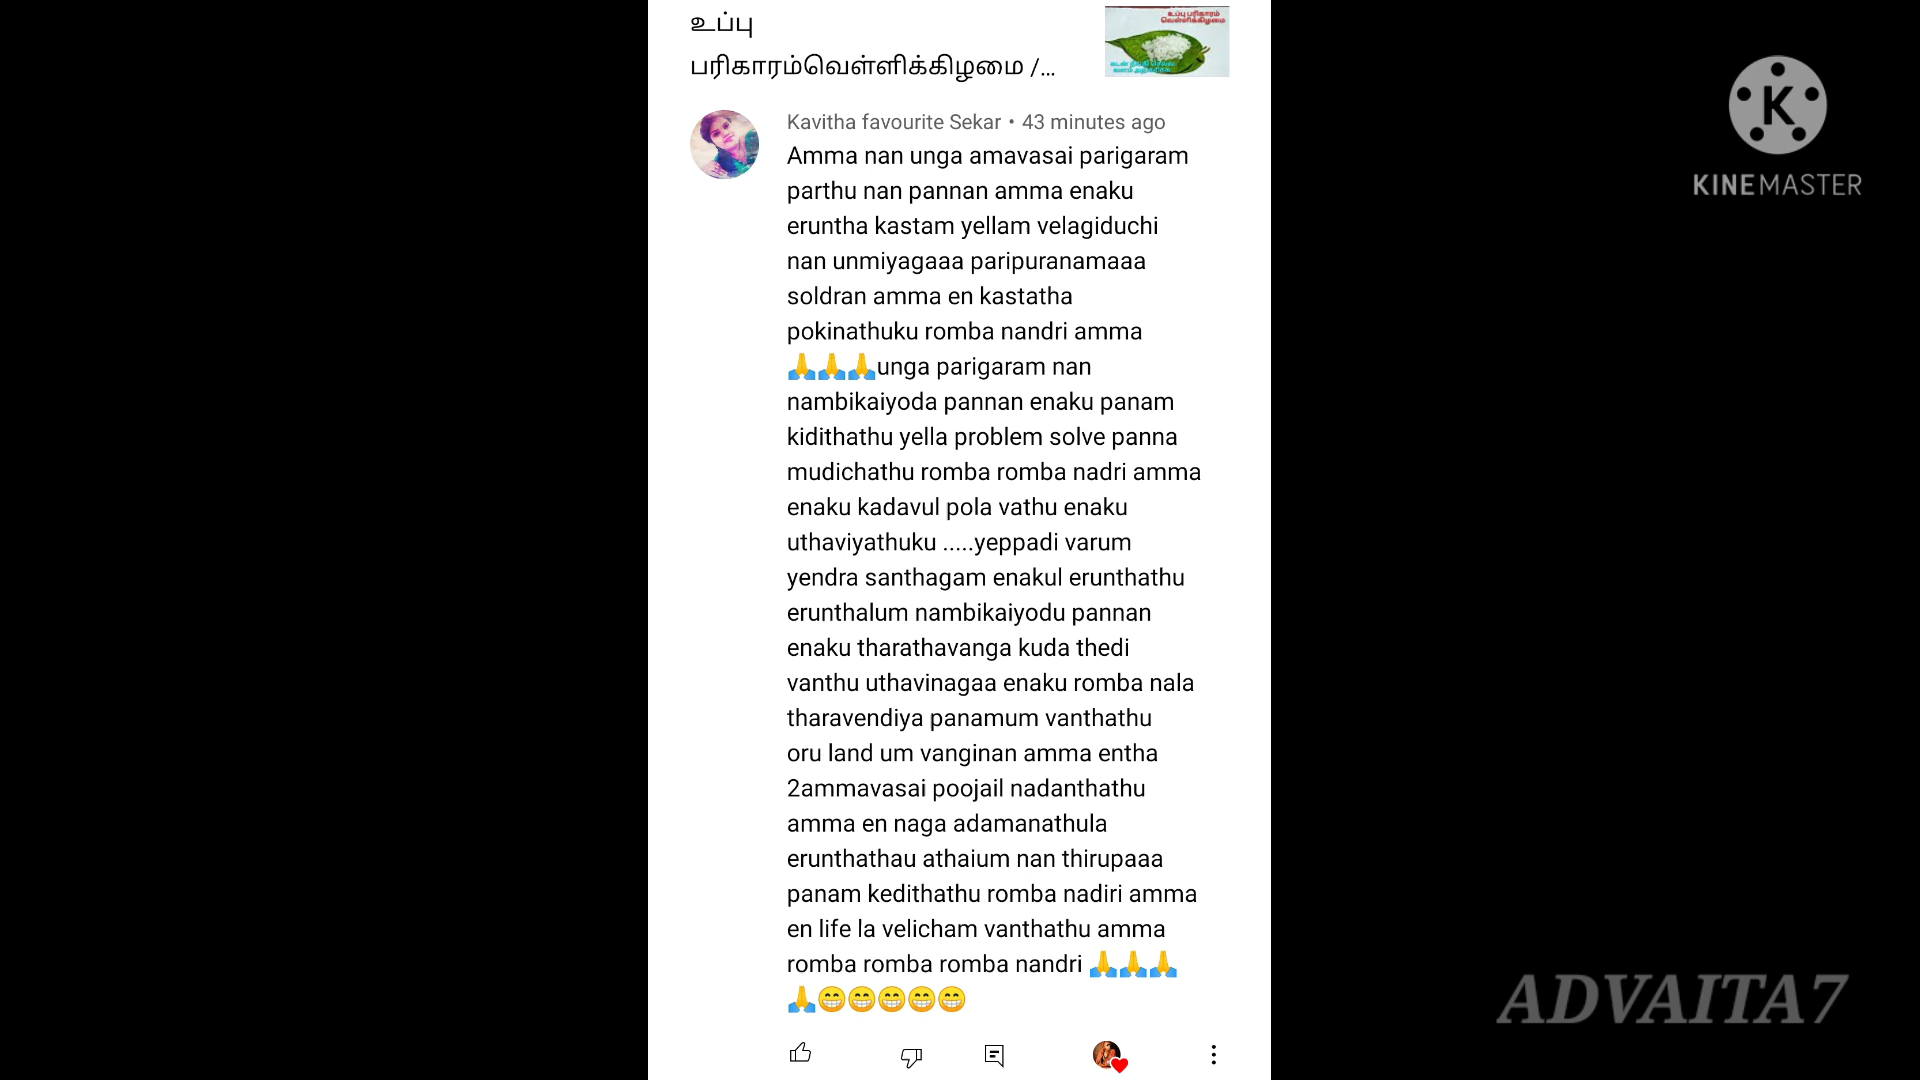 உப்பு
பரிகாரம்வெள்ளிக்கிழமை /...
உப்பு பரிகாரம்
வெள்ளிக்கிழமை
Kavitha favourite Sekar • 43 minutes ago
Amma nan unga amavasai parigaram
parthu nan pannan amma enaku
eruntha kastam yellam velagiduchi
nan unmiyagaaa paripuranamaaa
soldran amma en kastatha
pokinathuku romba nandri amma
🙏🙏🙏unga parigaram nan
nambikaiyoda pannan enaku panam
kidithathu yella problem solve panna
mudichathu romba romba nadri amma
enaku kadavul pola vathu enaku
uthaviyathuku .....yeppadi varum
yendra santhagam enakul erunthathu
erunthalum nambikaiyodu pannan
enaku tharathavanga kuda thedi
vanthu uthavinagaa enaku romba nala
tharavendiya panamum vanthathu
oru land um vanginan amma entha
2ammavasai poojail nadanthathu
amma en naga adamanathula
erunthathau athaium nan thirupaaa
panam kedithathu romba nadiri amma
en life la velicham vanthathu amma
romba romba romba nandri 🙏🙏🙏
🙏😁😁😁😁😁
K
KINEMASTER
ADVAITA7